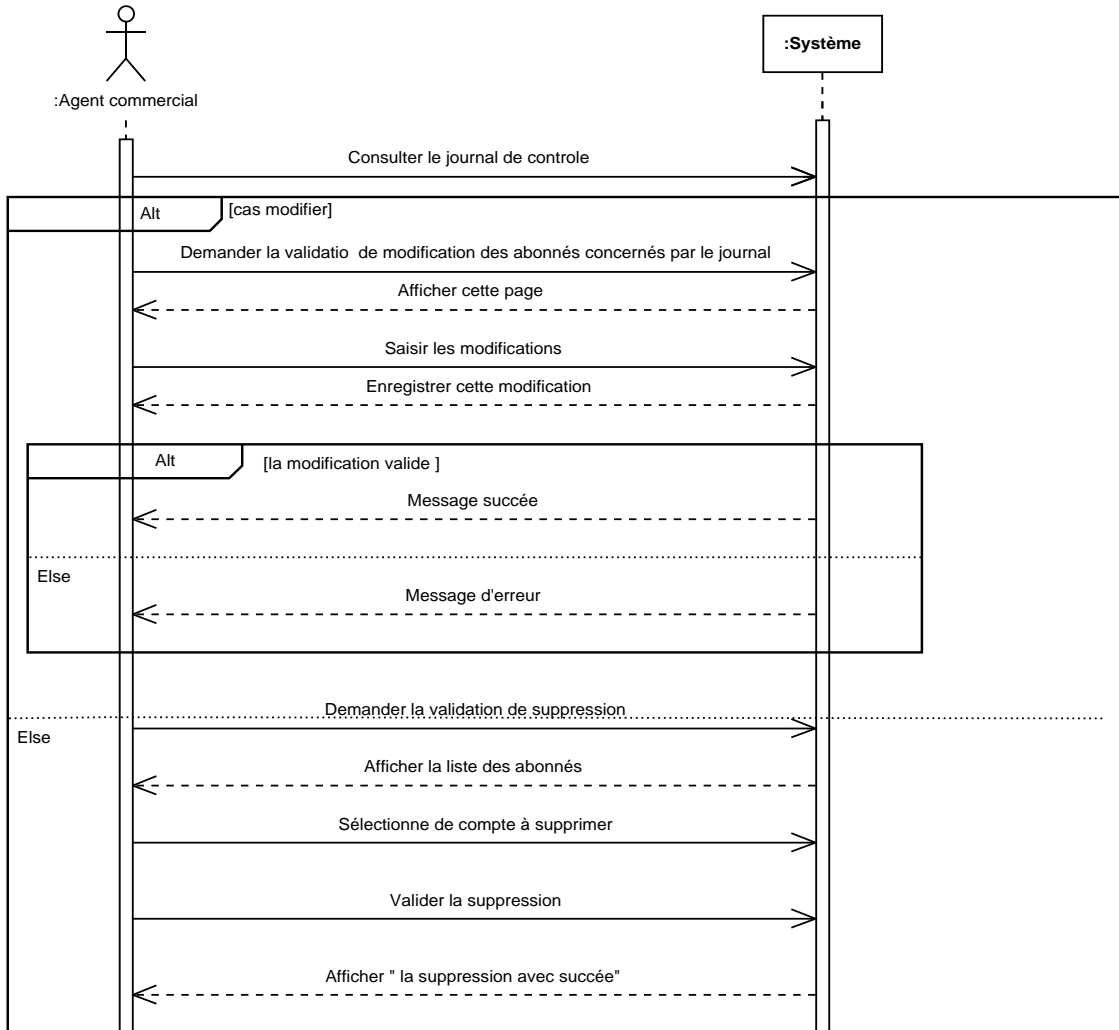 :Système
:Agent commercial
Consulter le journal de controle
Alt
[cas modifier]
Demander la validatio  de modification des abonnés concernés par le journal
Afficher cette page
Saisir les modifications
Enregistrer cette modification
Alt
[la modification valide ]
Message succée
Else
Message d'erreur
Demander la validation de suppression
Else
Afficher la liste des abonnés
Sélectionne de compte à supprimer
Valider la suppression
Afficher " la suppression avec succée"